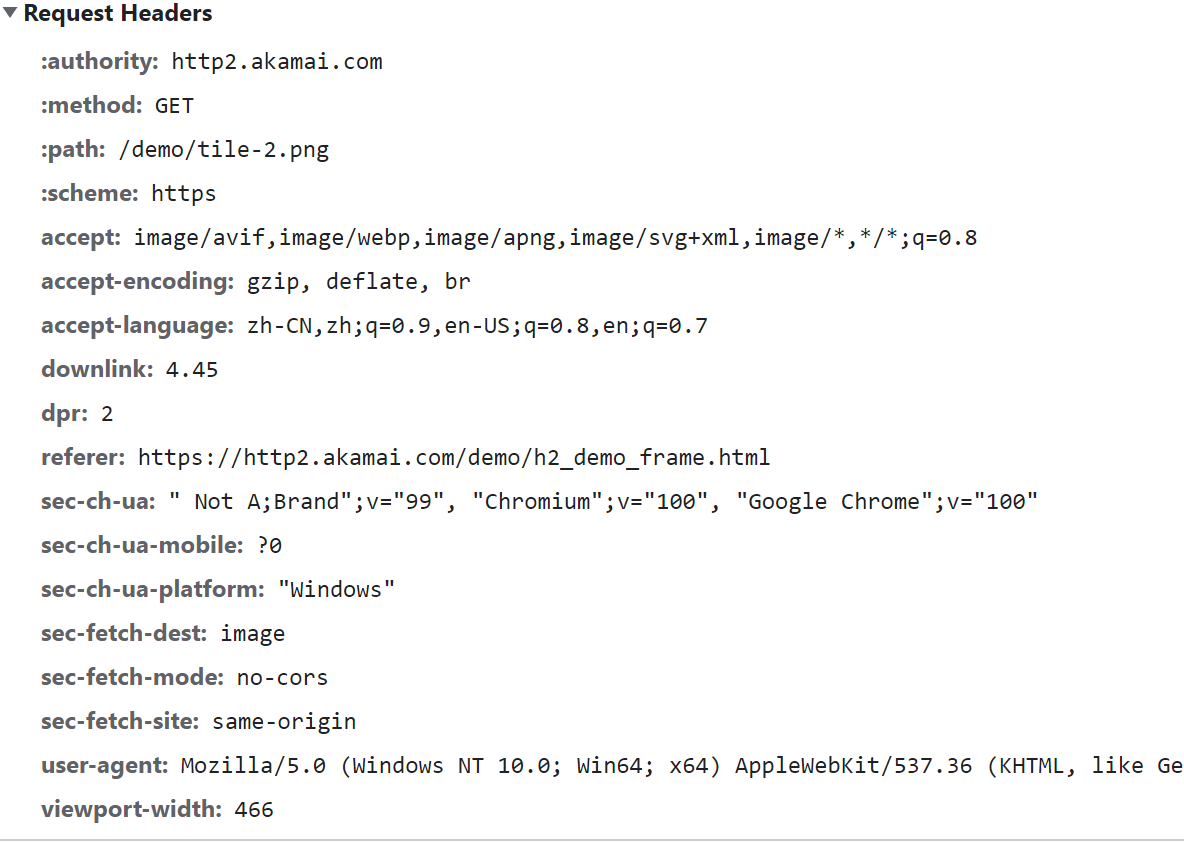 Request Headers
:authority: http2.akamai.com
:method: GET
:path: /demo/tile-2.png
:scheme: https
accept: image/avif,image/webp,image/apng,image/svg+xml,image/*,*/*;q=0.8
accept-encoding: gzip, deflate, br
accept-language: zh-CN,zh;q=0.9,en-US;q=0.8,en;q=0.7
downlink: 4.45
dpr: 2
referer: https://http2.akamai.com/demo/h2_demo_frame.html
sec-ch-ua: " Not A;Brand";v="99", "Chromium";v="100", "Google Chrome";v="100"
sec-ch-ua-mobile: ?0
sec-ch-ua-platform: "Windows"
sec-fetch-dest: image
sec-fetch-mode: no-cors
sec-fetch-site: same-origin
user-agent: Mozilla/5.0 (Windows NT 10.0; Win64; x64) AppleWebKit/537.36 (KHTML, like Ge
viewport-width: 466